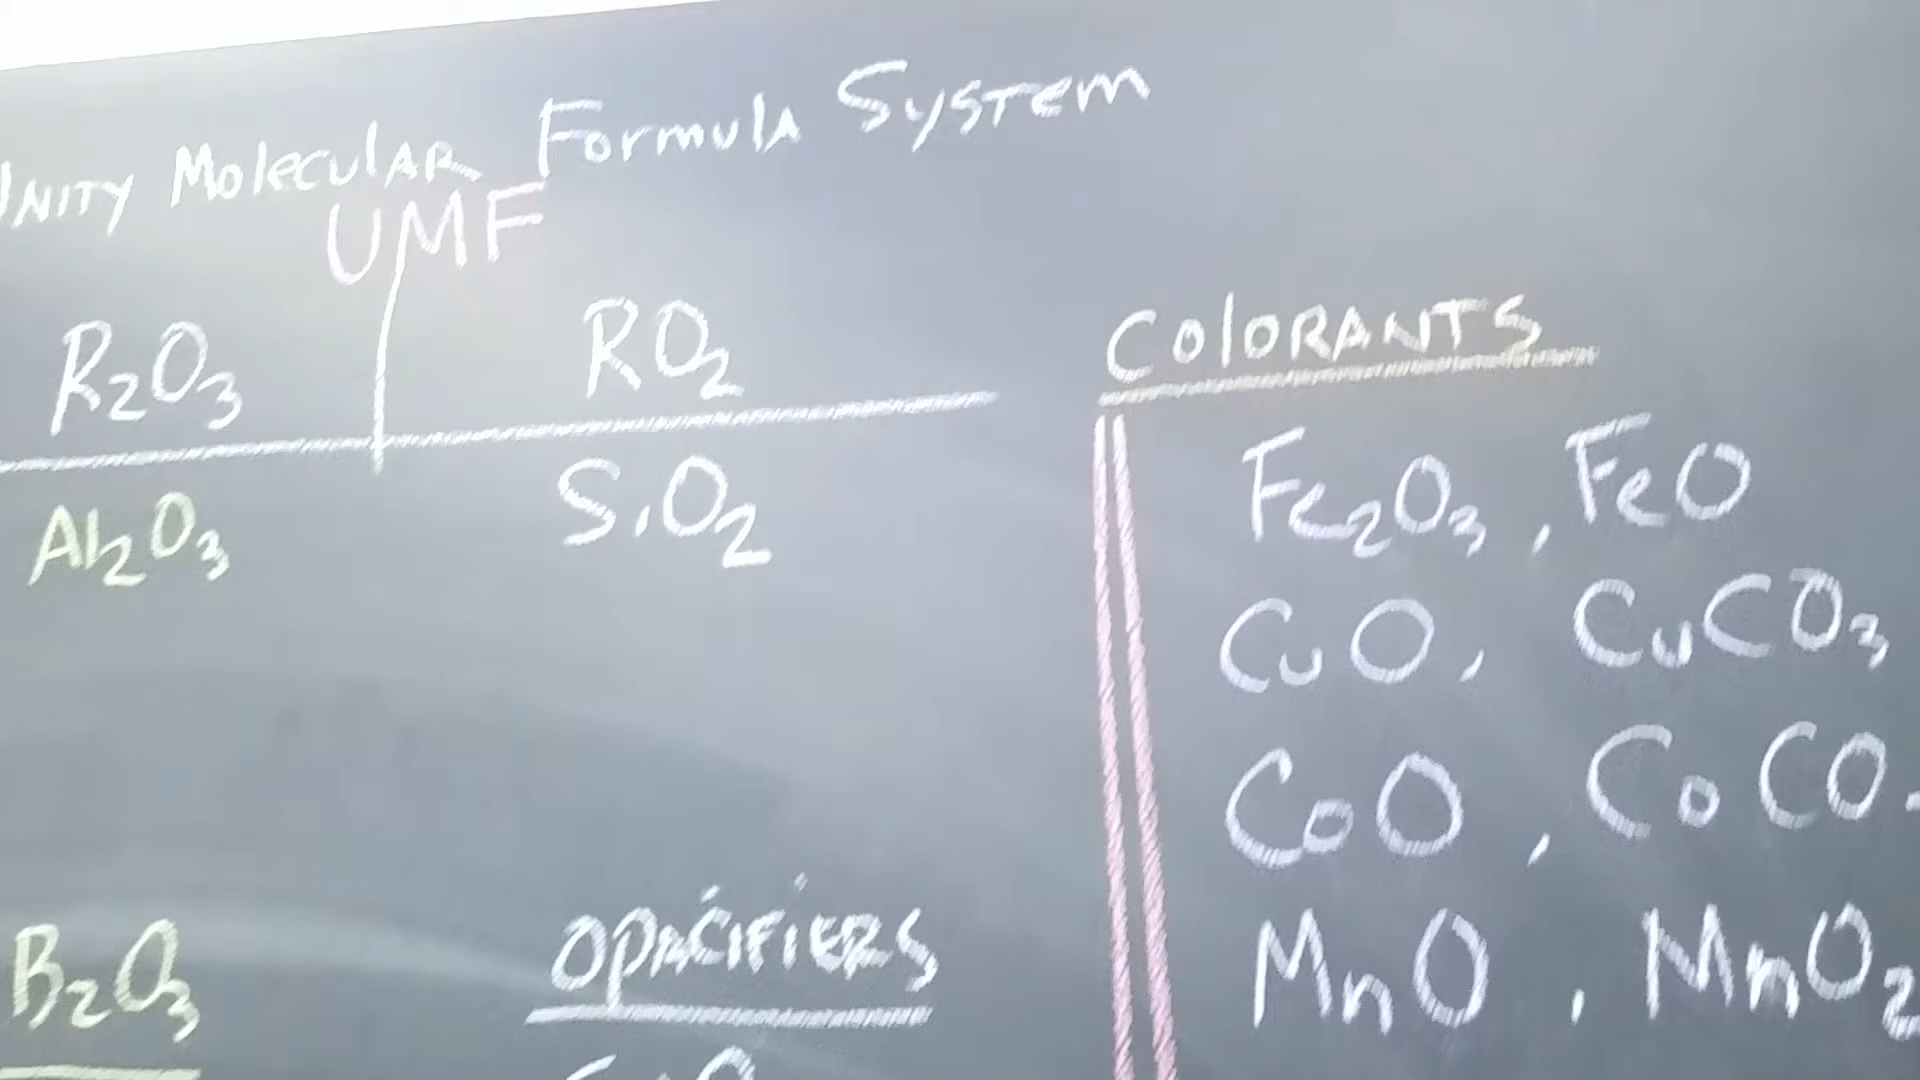 UNITY MOLECULAR FORMULA SYSTEM
UMF
R₂O₃ RO₂
Al₂O₃ SiO₂
B₂O₃
OPACIFIERS
COLORANTS
Fe₂O₃, FeO
CuO, CuCO₃
CoO, CoCO
MnO, MnO₂